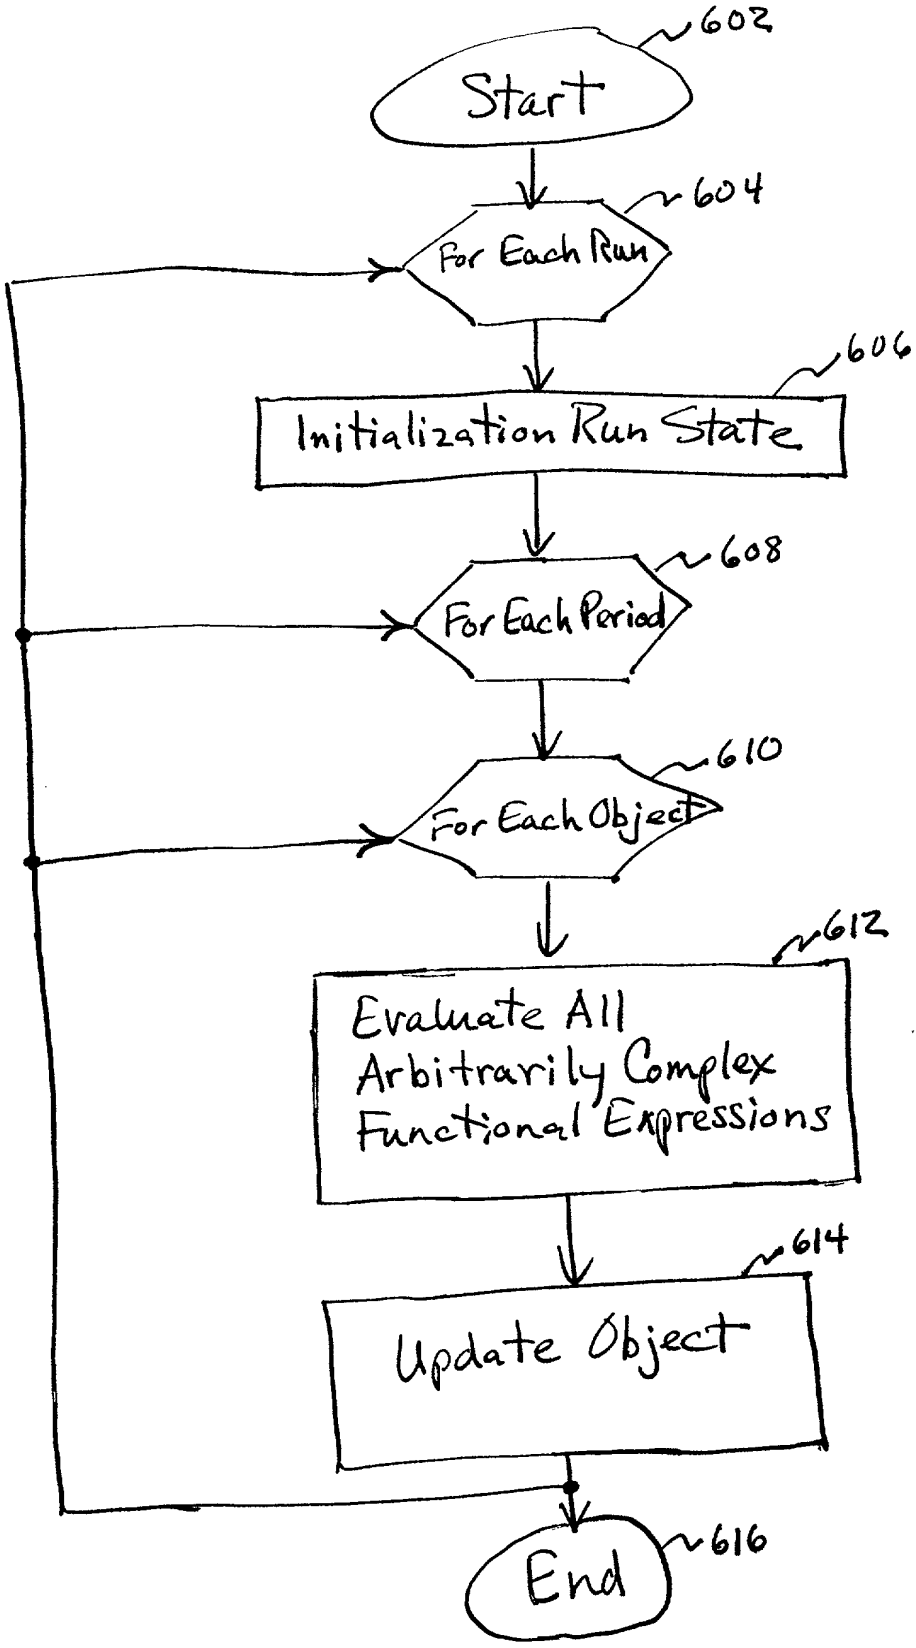 602
Start
604
For Each Run
606
Initialization Run State
608
For Each Period
610
For Each Object
612
Evaluate All
Arbitrarily Complex
Functional Expressions
614
Update Object
616
End